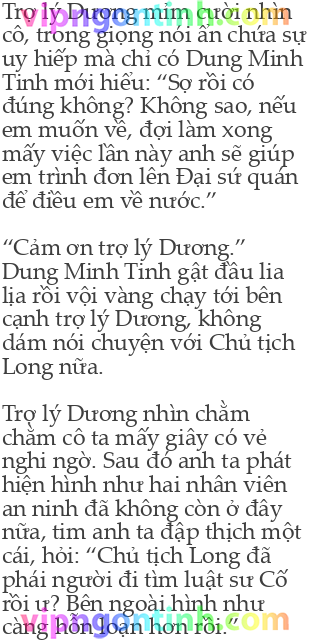 Trợ lý Dương mỉm cười nhìn
cô, trong giọng nói ẩn chứa sự
uy hiếp mà chỉ có Dung Minh
Tinh mới hiểu: “Sợ rồi có
đúng không? Không sao, nếu
em muốn về, đợi làm xong
mấy việc lần này anh sẽ giúp
em trình đơn lên Đại sứ quán
để điều em về nước.”
“Cảm ơn trợ lý Dương.”
Dung Minh Tinh gật đầu lia
lịa rồi vội vàng chạy tới bên
cạnh trợ lý Dương, không
dám nói chuyện với Chủ tịch
Long nữa.
Trợ lý Dương nhìn chằm
chằm cô ta mấy giây có vẻ
nghi ngờ. Sau đó anh ta phát
hiện hình như hai nhân viên
an ninh đã không còn ở đây
nữa, tim anh ta đập thịch một
cái, hỏi: “Chủ tịch Long đã
phái người đi tìm luật sư Cố
rồi ư? Bên ngoài hình như
càng hỗn loạn hơn rồi.”
vipngontinh.com
vipngontinh.com